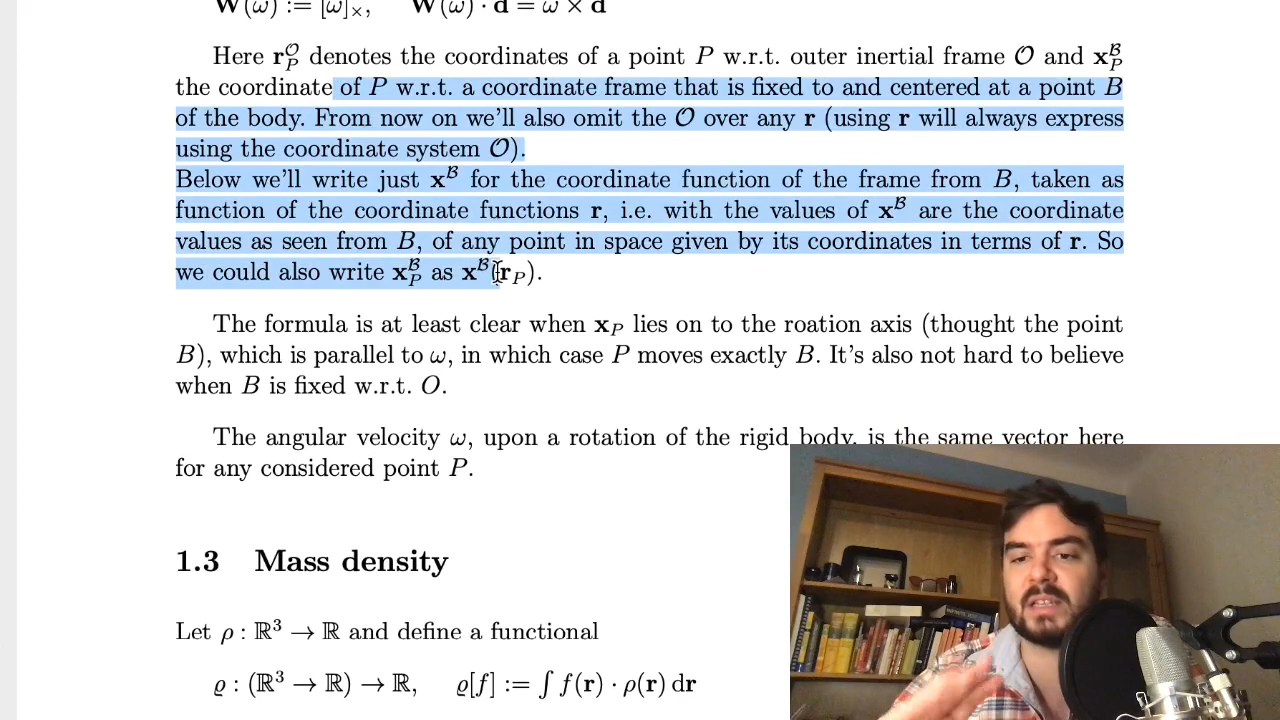 W(ω) := [ω]×, W(ω) · d = ω × d
Here r_P^𝒪 denotes the coordinates of a point P w.r.t. outer inertial frame 𝒪 and x_P^ℬ
the coordinate of P w.r.t. a coordinate frame that is fixed to and centered at a point B
of the body. From now on we'll also omit the 𝒪 over any r (using r will always express
using the coordinate system 𝒪).
Below we'll write just x^ℬ for the coordinate function of the frame from B, taken as
function of the coordinate functions r, i.e. with the values of x^ℬ are the coordinate
values as seen from B, of any point in space given by its coordinates in terms of r. So
we could also write x_P^ℬ as x^ℬ(r_P).
The formula is at least clear when x_P lies on to the roation axis (thought the point
B), which is parallel to ω, in which case P moves exactly B. It's also not hard to believe
when B is fixed w.r.t. O.
The angular velocity ω, upon a rotation of the rigid body, is the same vector here
for any considered point P.
1.3 Mass density
Let ρ : ℝ³ → ℝ and define a functional
ϱ : (ℝ³ → ℝ) → ℝ, ϱ[f] := ∫ f(r) · ρ(r) dr